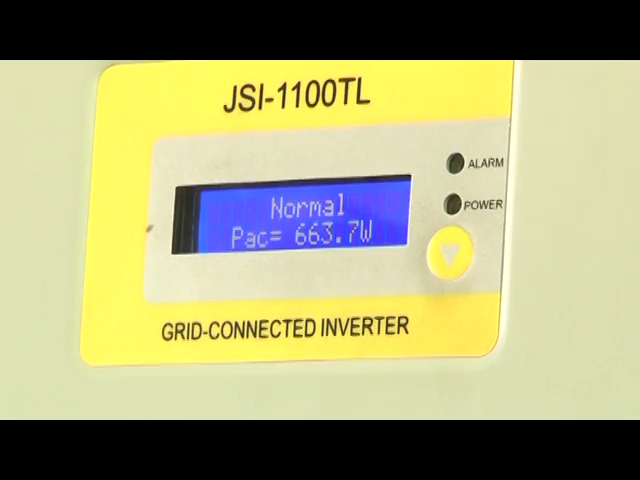 JSI-1100TL
ALARM
Normal
POWER
Pac= 663.7W
GRID-CONNECTED INVERTER